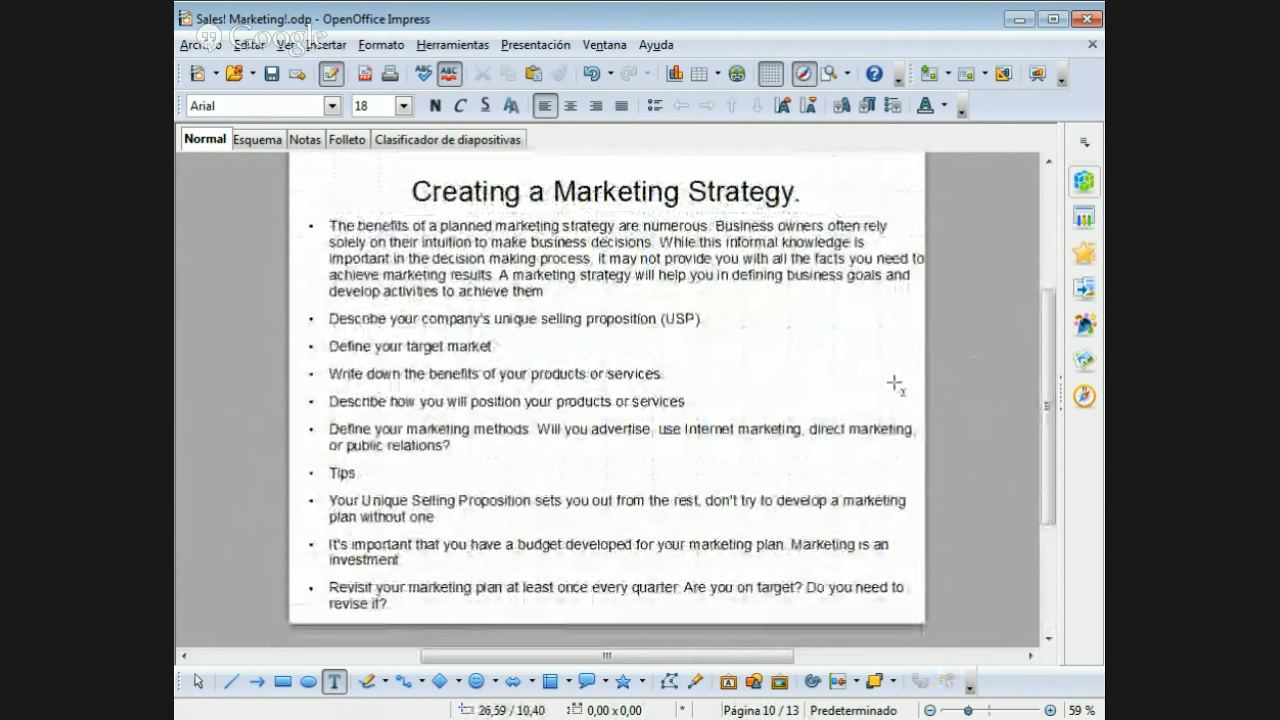 Sales! Marketing!.odp - OpenOffice Impress
Google
Archivo Editar Ver Insertar Formato Herramientas Presentación Ventana Ayuda
Arial 18 N C S
Normal Esquema Notas Folleto Clasificador de diapositivas
Creating a Marketing Strategy.
• The benefits of a planned marketing strategy are numerous. Business owners often rely
solely on their intuition to make business decisions. While this informal knowledge is
important in the decision making process, it may not provide you with all the facts you need to
achieve marketing results. A marketing strategy will help you in defining business goals and
develop activities to achieve them
• Describe your company's unique selling proposition (USP)
• Define your target market
• Write down the benefits of your products or services.
• Describe how you will position your products or services
• Define your marketing methods. Will you advertise, use Internet marketing, direct marketing,
or public relations?
• Tips
• Your Unique Selling Proposition sets you out from the rest, don't try to develop a marketing
plan without one
• It's important that you have a budget developed for your marketing plan. Marketing is an
investment
• Revisit your marketing plan at least once every quarter. Are you on target? Do you need to
revise it?
26,59 / 10,40 0,00 x 0,00 * Página 10 / 13 Predeterminado 59 %